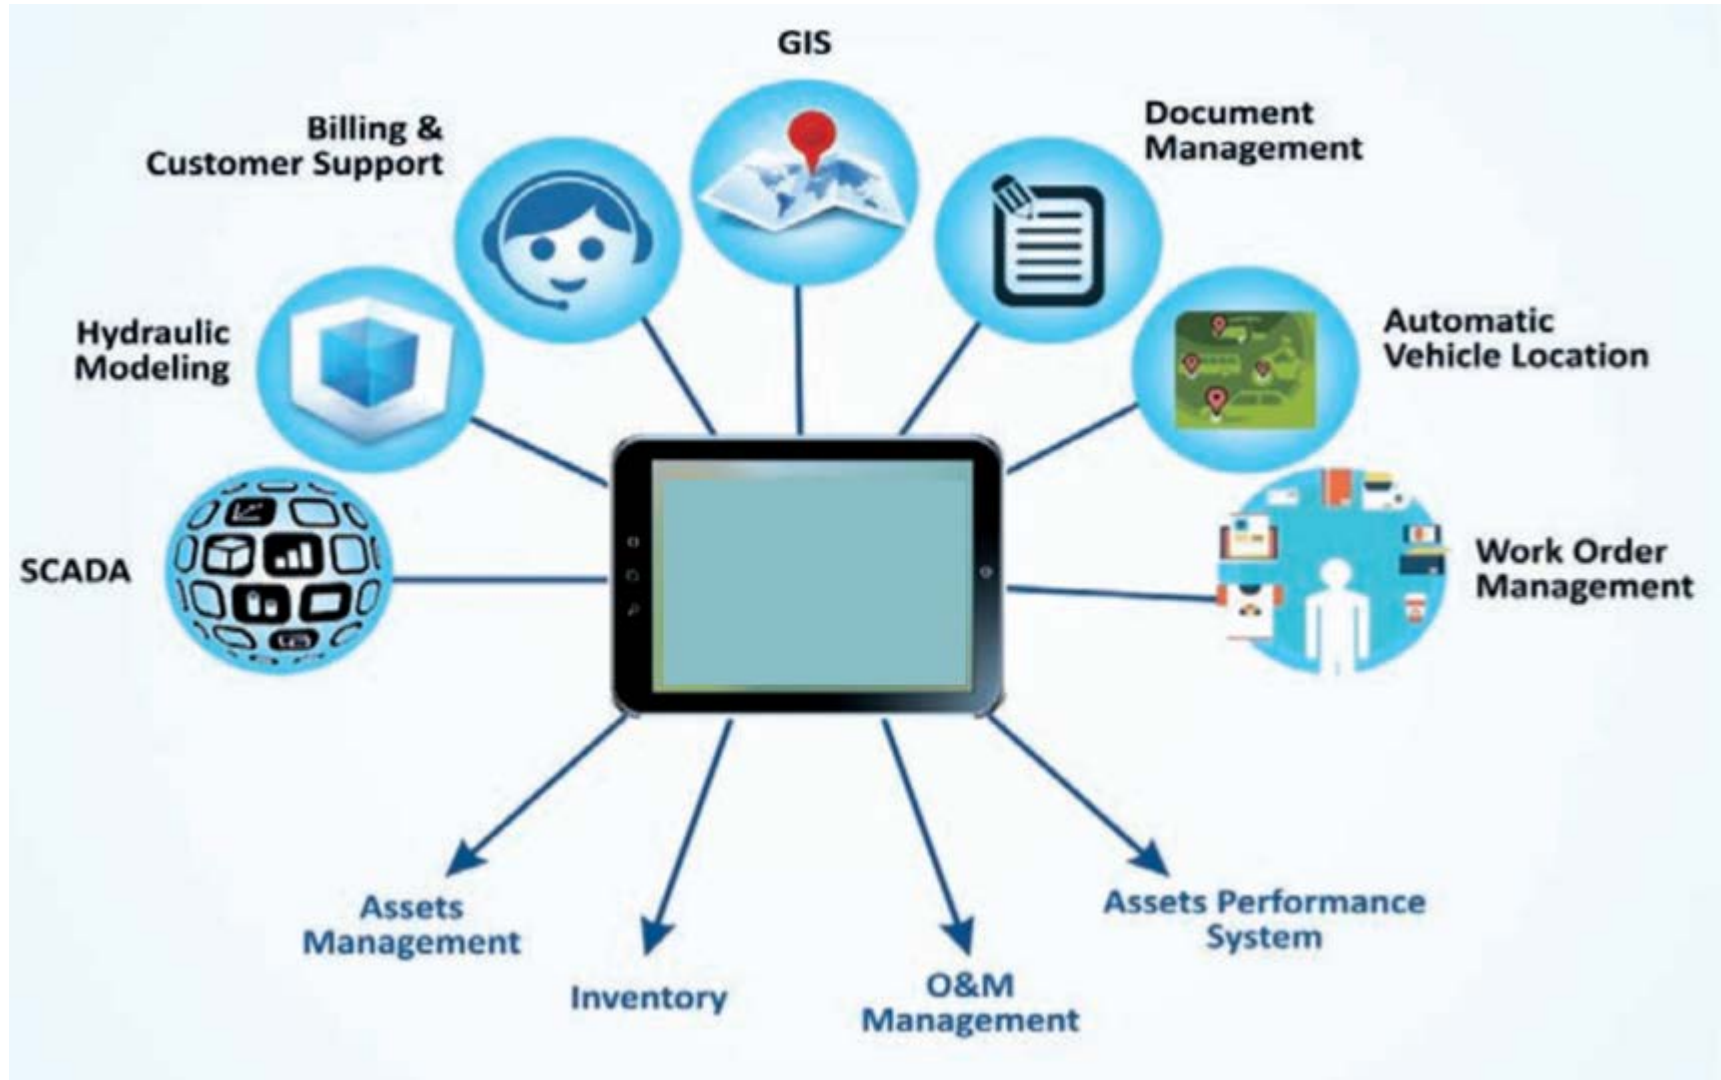 GIS
Billing &
Customer Support
Document
Management
Hydraulic
Modeling
Automatic
Vehicle Location
SCADA
Work Order
Management
Assets
Management
Inventory
O&M
Management
Assets Performance
System